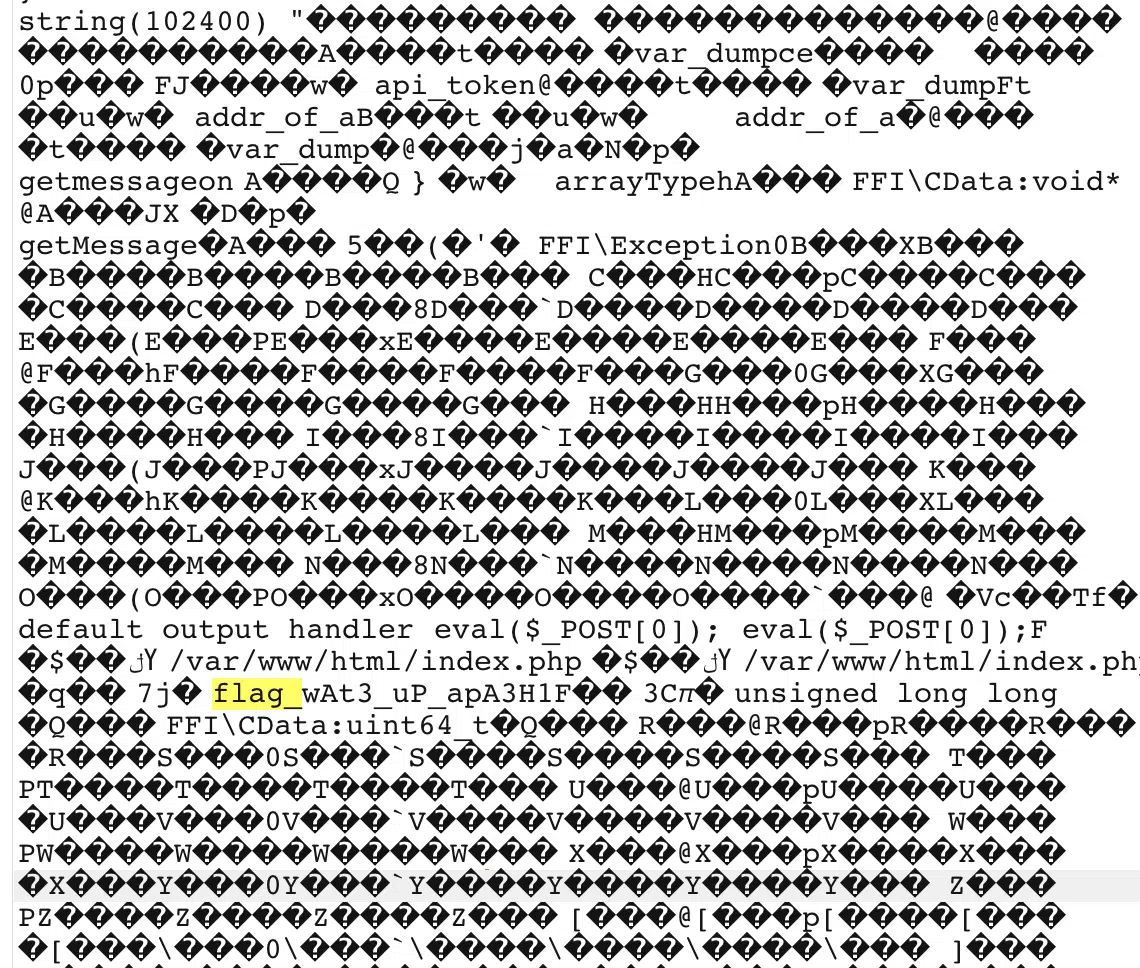 string(102400) "����������� ����������������@����
������������A����t���� �var_dumpce���� ����
0p��� FJ����w� api_token@����t���� �var_dumpFt
��u�w� addr_of_aB���t ��u�w� addr_of_a�@���
�t���� �var_dump�@���j�a�N�p�
getmessageon A����Q } �w� arrayTypehA��� FFI\CData:void*
@A���JX �D�p�
getMessage�A��� 5��(�'� FFI\Exception0B���XB���
�B����B����B����B��� C���HC���pC����C���
�C����C��� D���8D���`D����D����D����D���
E���(E���PE���xE����E����E����E��� F���
@F���hF����F����F����F���G���0G���XG���
�G����G����G����G��� H���HH���pH����H���
�H����H��� I���8I���`I����I����I����I���
J���(J���PJ���xJ����J����J����J��� K���
@K���hK����K����K����K���L���0L���XL���
�L����L����L����L��� M���HM���pM����M���
�M����M��� N���8N���`N����N����N����N���
O���(O���PO���xO����O����O����`���@ �Vc��Tf�
default output handler eval($_POST[0]); eval($_POST[0]);F
�$�� /var/www/html/index.php �$�� /var/www/html/index.ph
�q�� 7j� flag_wAt3_uP_apA3H1F�� 3Cπ� unsigned long long
�Q��� FFI\CData:uint64_t�Q��� R���@R���pR����R���
�R���S���0S���`S����S����S����S��� T���
PT����T����T����T��� U���@U���pU����U���
�U���V���0V���`V����V����V����V��� W���
PW����W����W����W��� X���@X���pX����X���
�X���Y���0Y���`Y����Y����Y����Y��� Z���
PZ����Z����Z����Z��� [���@[���p[����[���
�[���\���0\���`\����\����\����\��� ]���